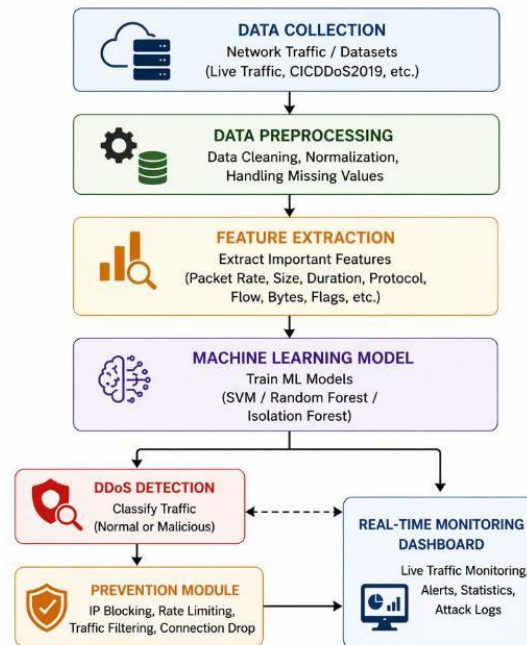 DATA COLLECTION
Network Traffic / Datasets
(Live Traffic, CICDDoS2019, etc.)
DATA PREPROCESSING
Data Cleaning, Normalization,
Handling Missing Values
FEATURE EXTRACTION
Extract Important Features
(Packet Rate, Size, Duration, Protocol,
Flow, Bytes, Flags, etc.)
MACHINE LEARNING MODEL
Train ML Models
(SVM / Random Forest /
Isolation Forest)
DDoS DETECTION
Classify Traffic
(Normal or Malicious)
PREVENTION MODULE
IP Blocking, Rate Limiting,
Traffic Filtering, Connection Drop
REAL-TIME MONITORING
DASHBOARD
Live Traffic Monitoring,
Alerts, Statistics,
Attack Logs